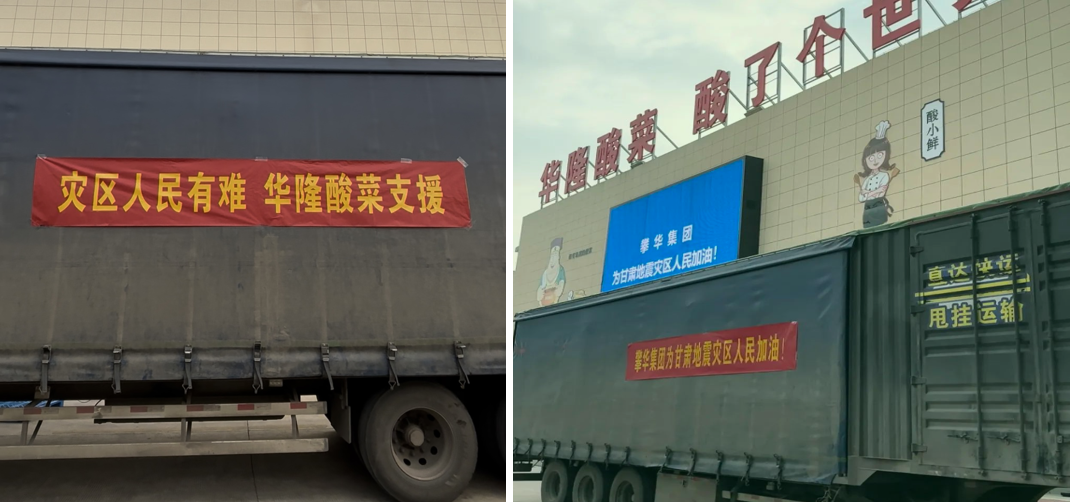 灾区人民有难 华隆酸菜支援
华隆酸菜 酸了个世
酸小鲜
攀华集团
为甘肃地震灾区人民加油！
攀华集团为甘肃地震灾区人民加油！
直达快运
甩挂运输